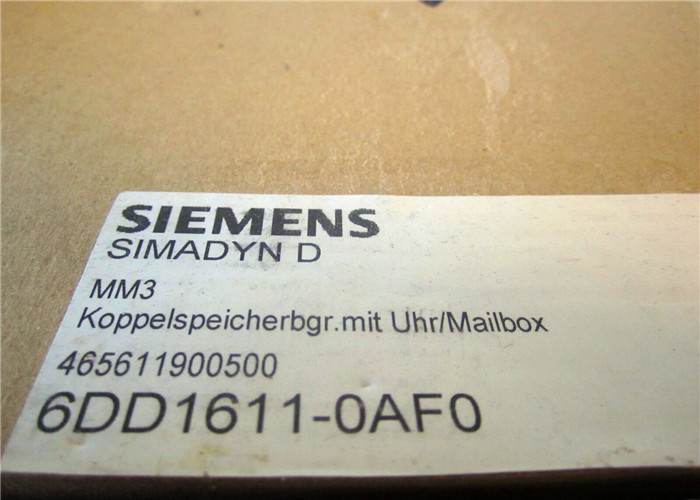 SIEMENS
SIMADYN D
MM3
Koppelspeicherbgr.mit Uhr/Mailbox
465611900500
6DD1611-0AF0